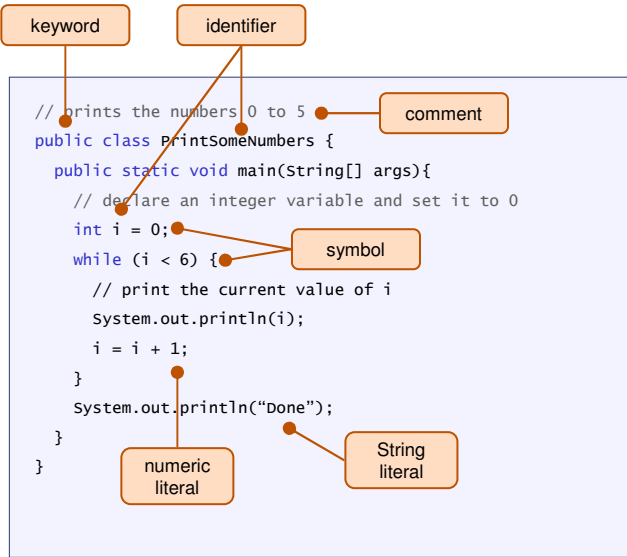 keyword
identifier
// prints the numbers 0 to 5
comment
public class PrintSomeNumbers {
public static void main(String[] args){
// declare an integer variable and set it to 0
int i = 0;
symbol
while (i < 6) {
// print the current value of i
System.out.println(i);
i = i + 1;
}
System.out.println(“Done”);
}
numeric
literal
String
literal
}